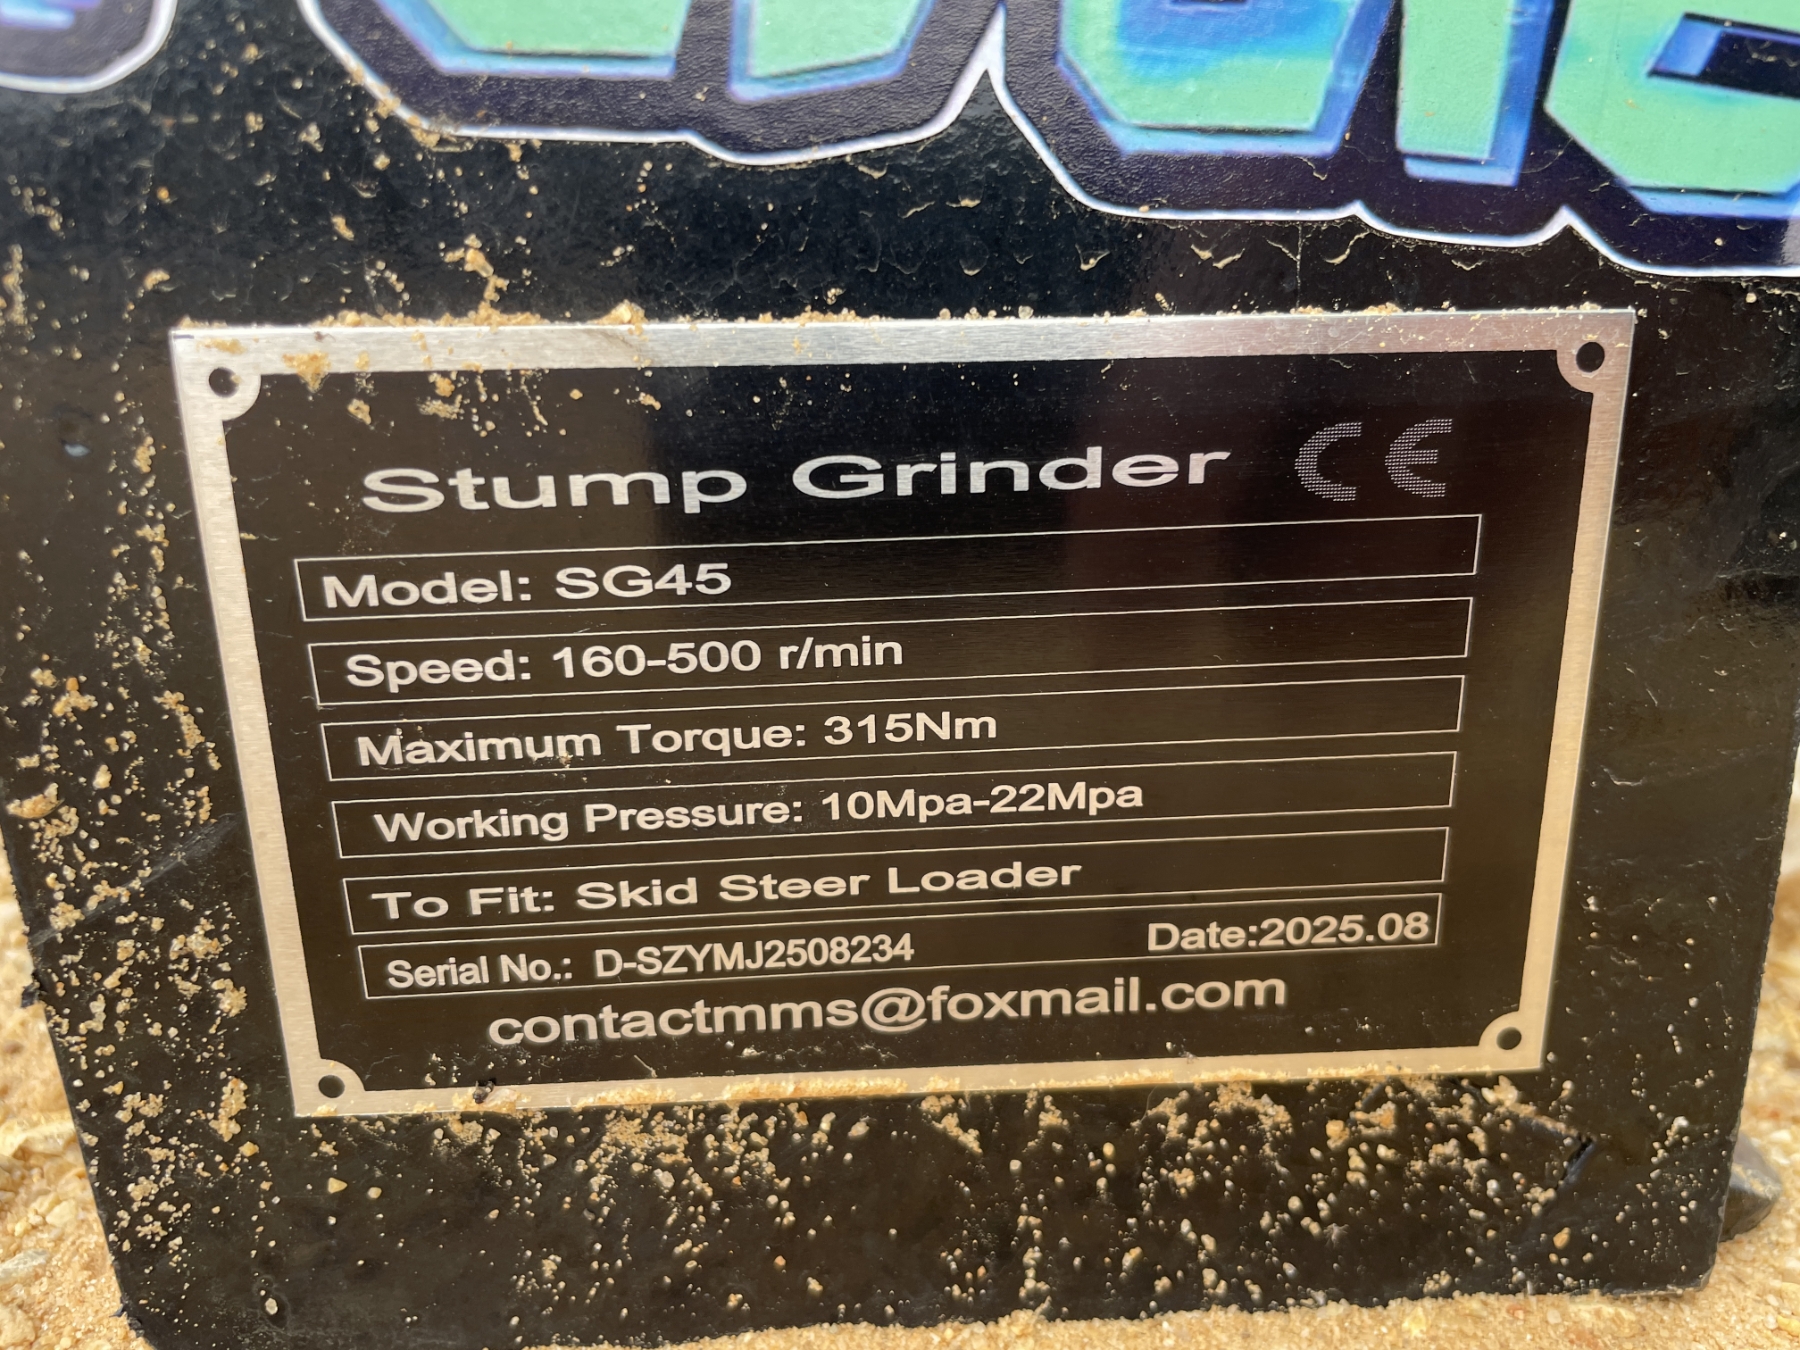 Stump Grinder CE
Model: SG45
Speed: 160-500 r/min
Maximum Torque: 315Nm
Working Pressure: 10Mpa-22Mpa
To Fit: Skid Steer Loader
Serial No.: D-SZYMJ2508234 Date:2025.08
contactmms@foxmail.com